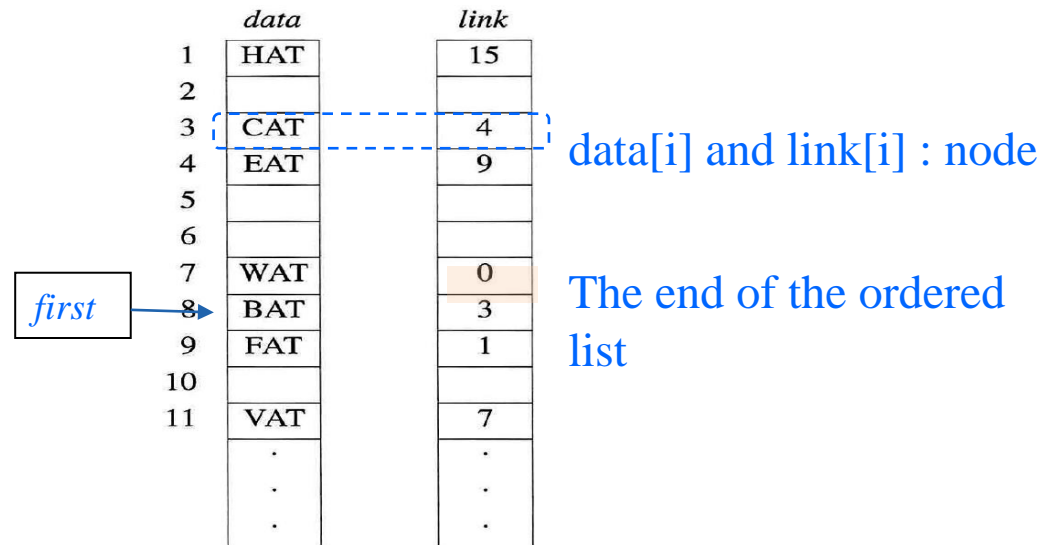 data link
1 HAT 15
2
3 CAT 4
4 EAT 9
5
6
7 WAT 0
8 BAT 3
9 FAT 1
10
11 VAT 7
. .
. .
. .
first
data[i] and link[i] : node
The end of the ordered
list